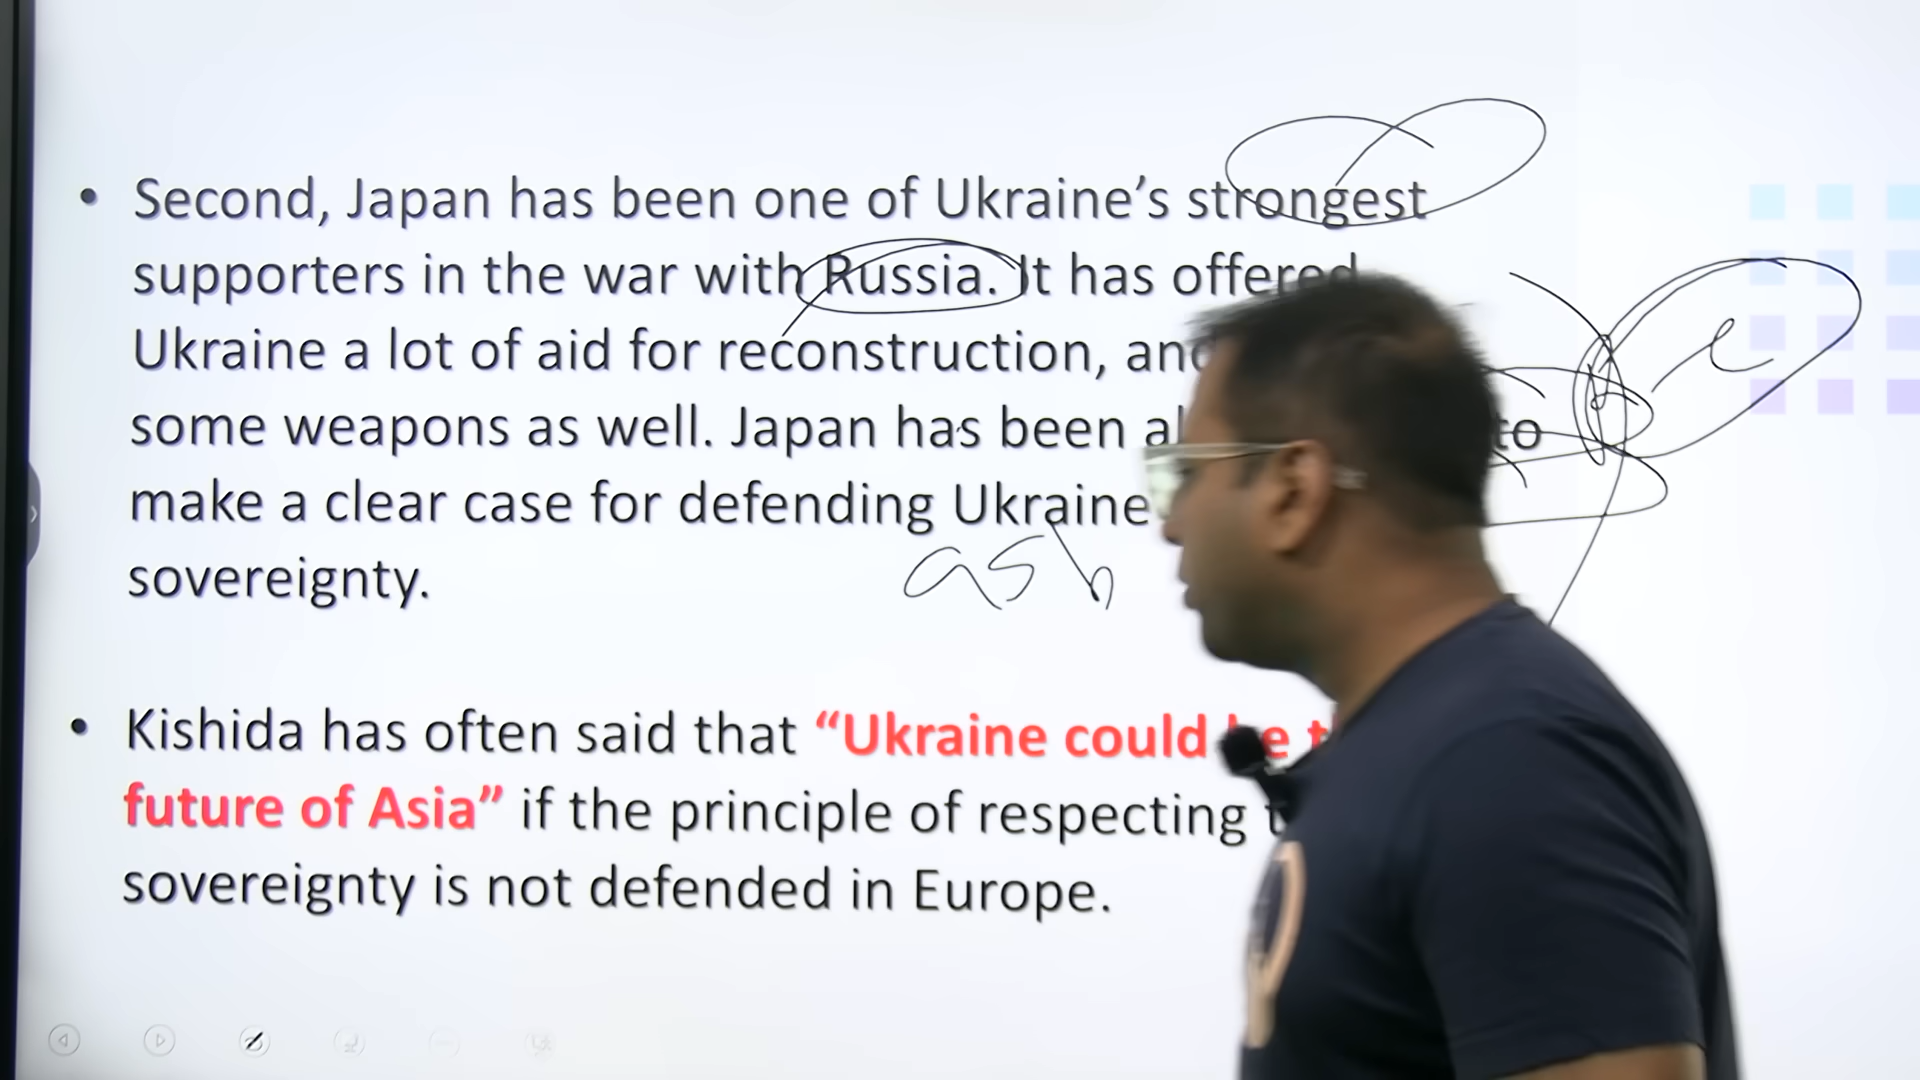 • Second, Japan has been one of Ukraine’s strongest
supporters in the war with Russia. It has offered
Ukraine a lot of aid for reconstruction, and
some weapons as well. Japan has been to
make a clear case for defending Ukraine
sovereignty.
• Kishida has often said that “Ukraine could be
future of Asia” if the principle of respecting
sovereignty is not defended in Europe.